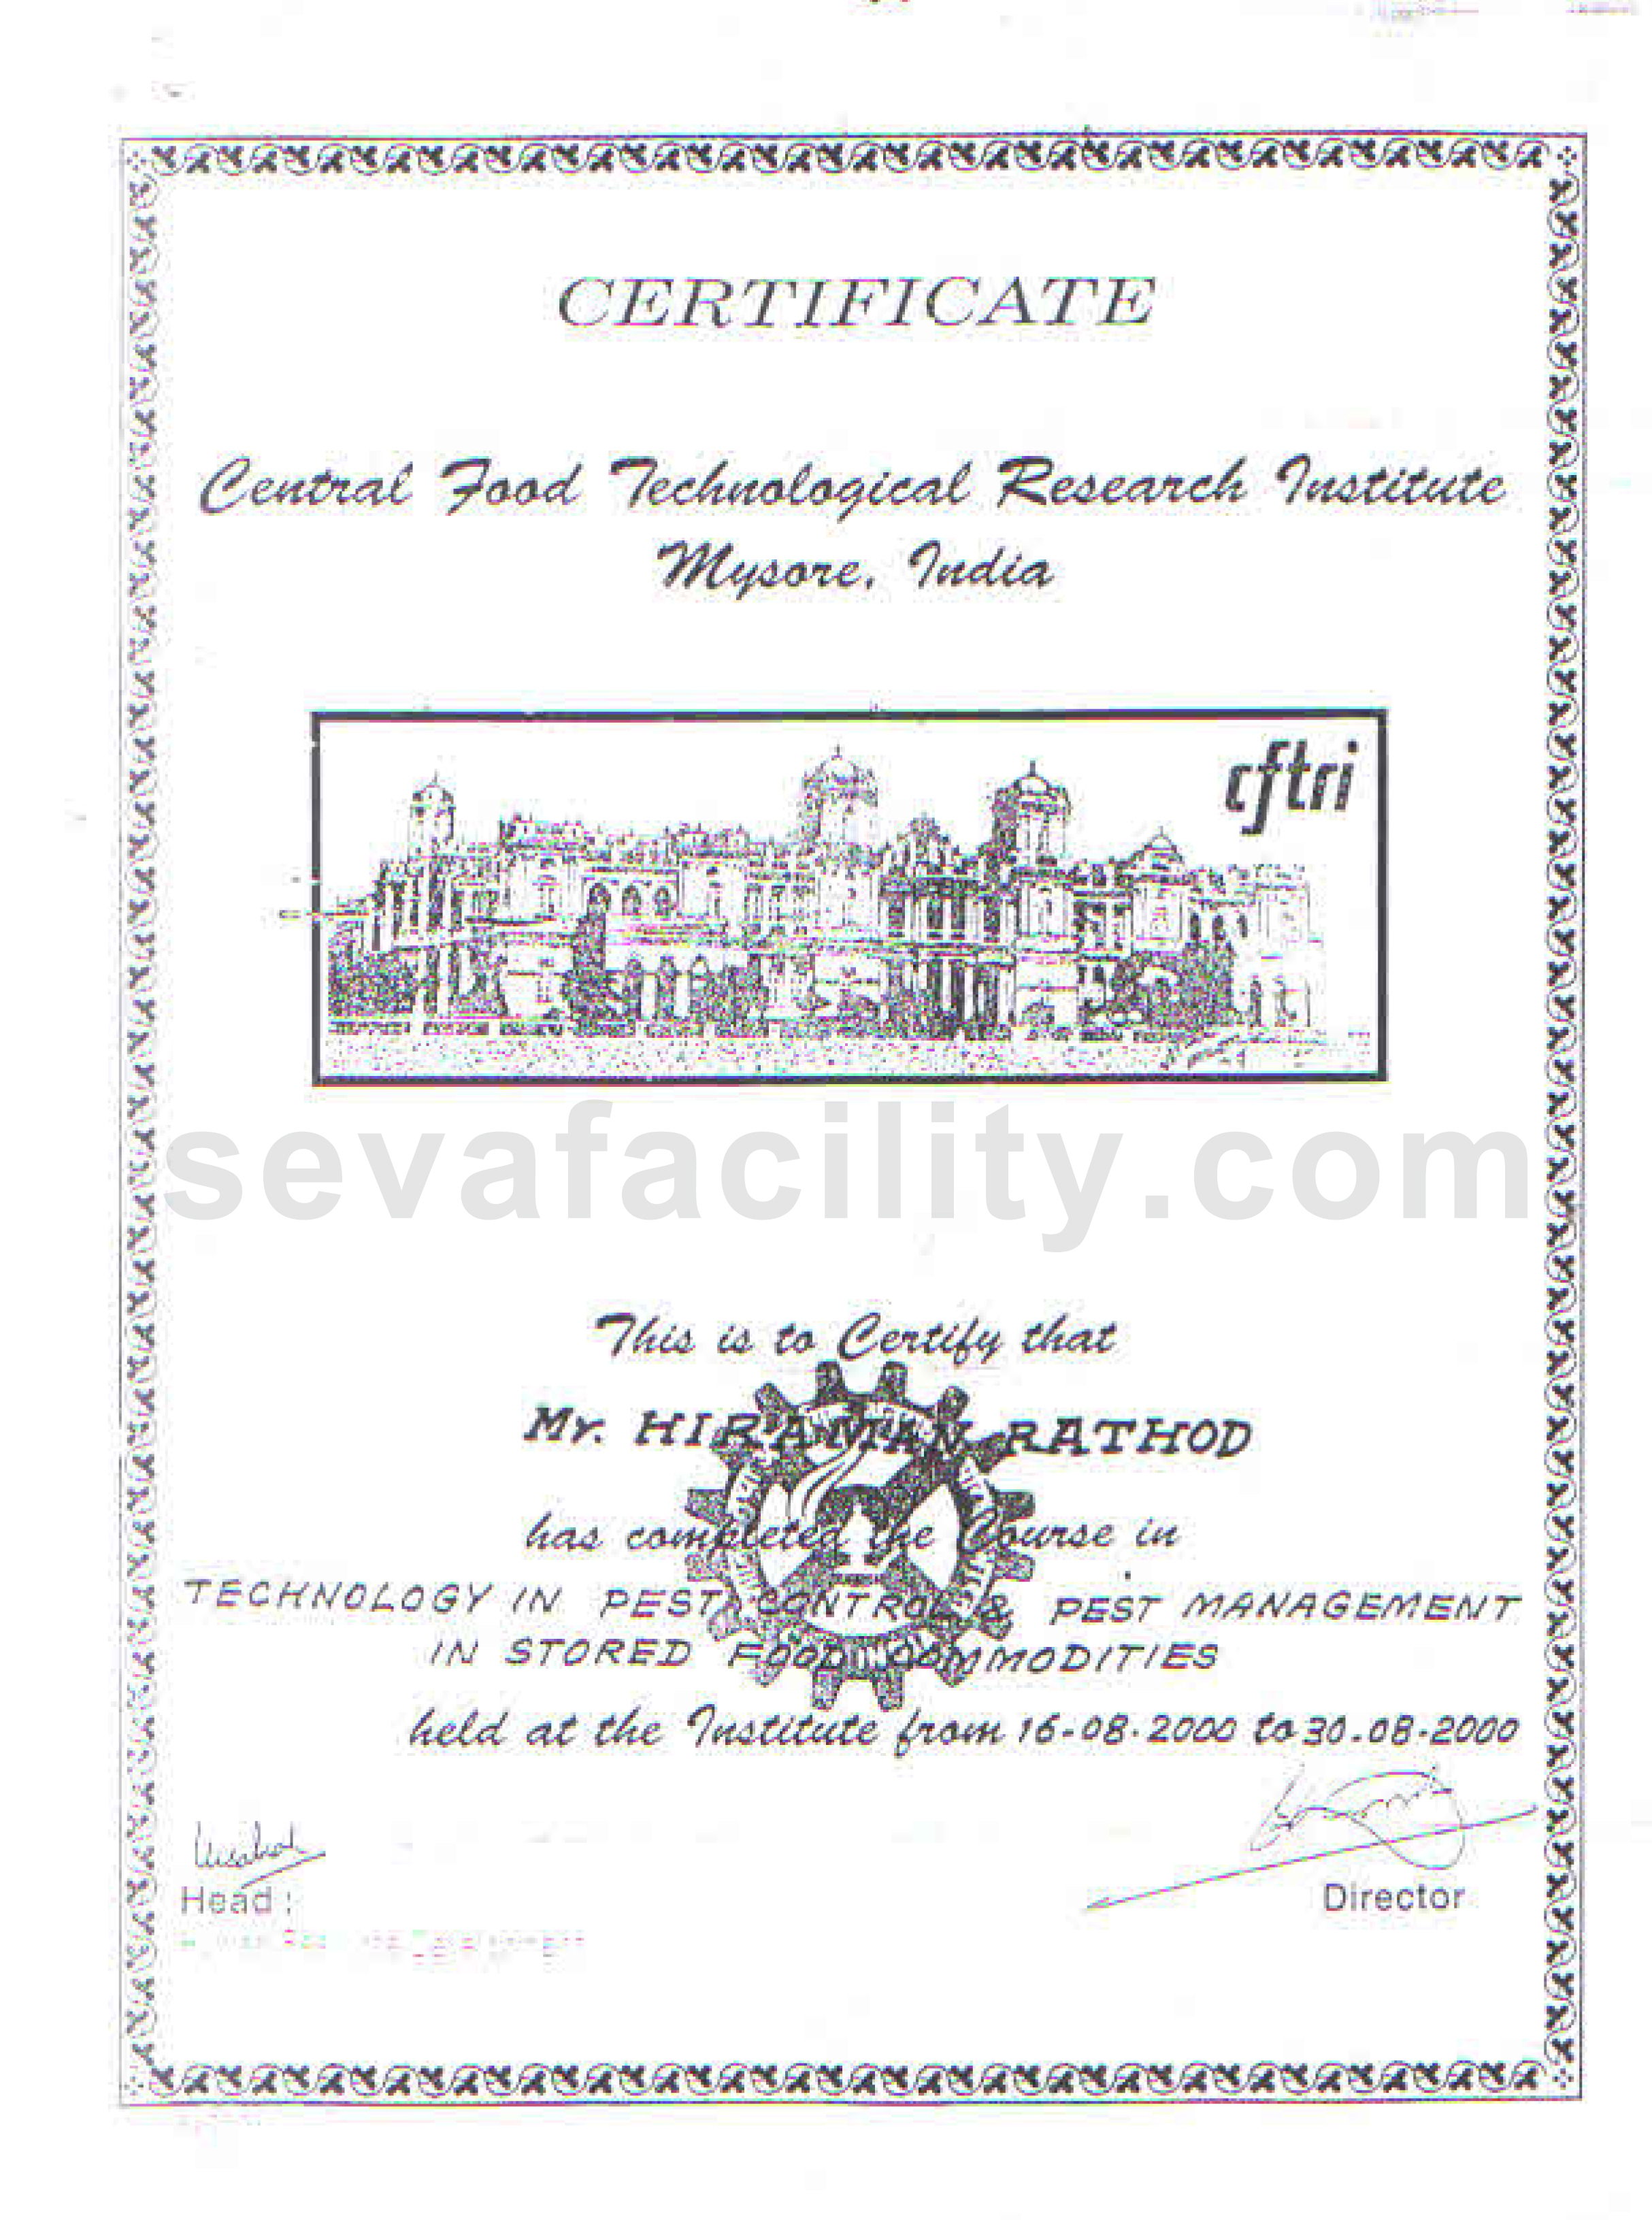 CERTIFICATE
Central Food Technological Research Institute
Mysore, India
cftri
sevafacility.com
This is to Certify that
Mr. HIRAMAN RATHOD
has completed the Course in
TECHNOLOGY IN PEST CONTROL & PEST MANAGEMENT
IN STORED FOOD COMMODITIES
held at the Institute from 16-08-2000 to 30.08-2000
Head :
Director